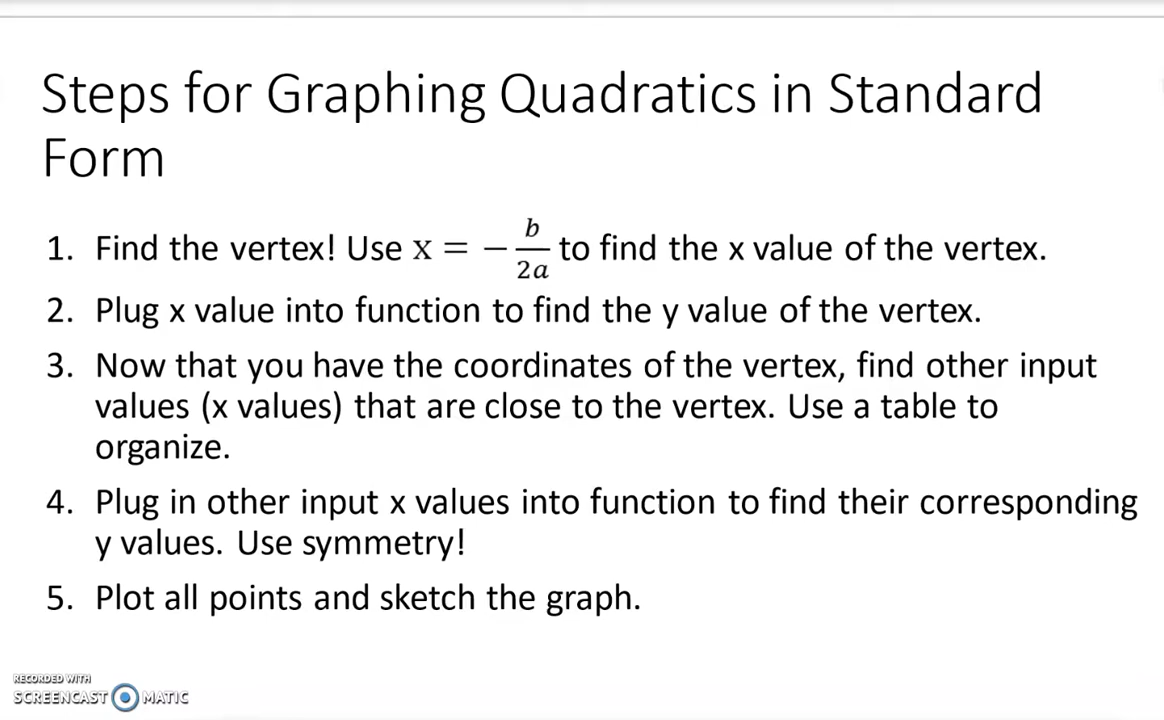 Steps for Graphing Quadratics in Standard
Form
1. Find the vertex! Use x = −b/2a to find the x value of the vertex.
2. Plug x value into function to find the y value of the vertex.
3. Now that you have the coordinates of the vertex, find other input
values (x values) that are close to the vertex. Use a table to
organize.
4. Plug in other input x values into function to find their corresponding
y values. Use symmetry!
5. Plot all points and sketch the graph.
RECORDED WITH
SCREENCAST MATIC